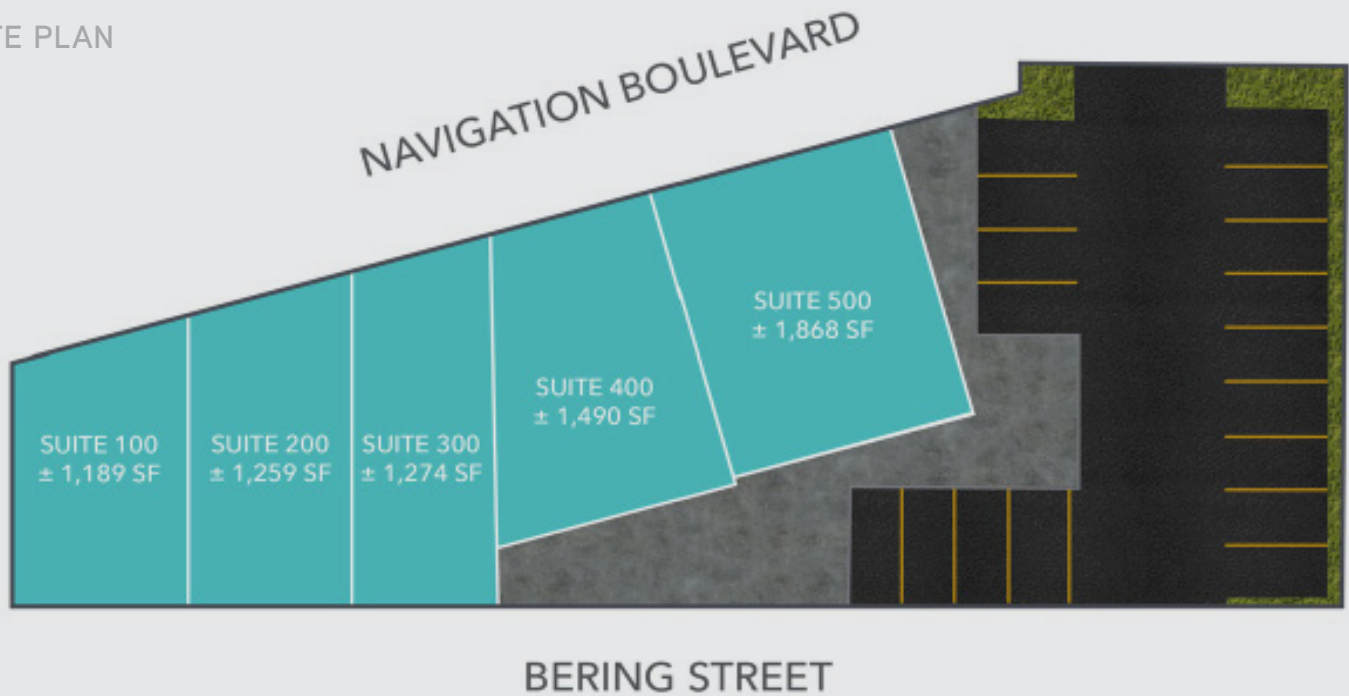 TE PLAN
NAVIGATION BOULEVARD
SUITE 100
± 1,189 SF
SUITE 200
± 1,259 SF
SUITE 300
± 1,274 SF
SUITE 400
± 1,490 SF
SUITE 500
± 1,868 SF
BERING STREET